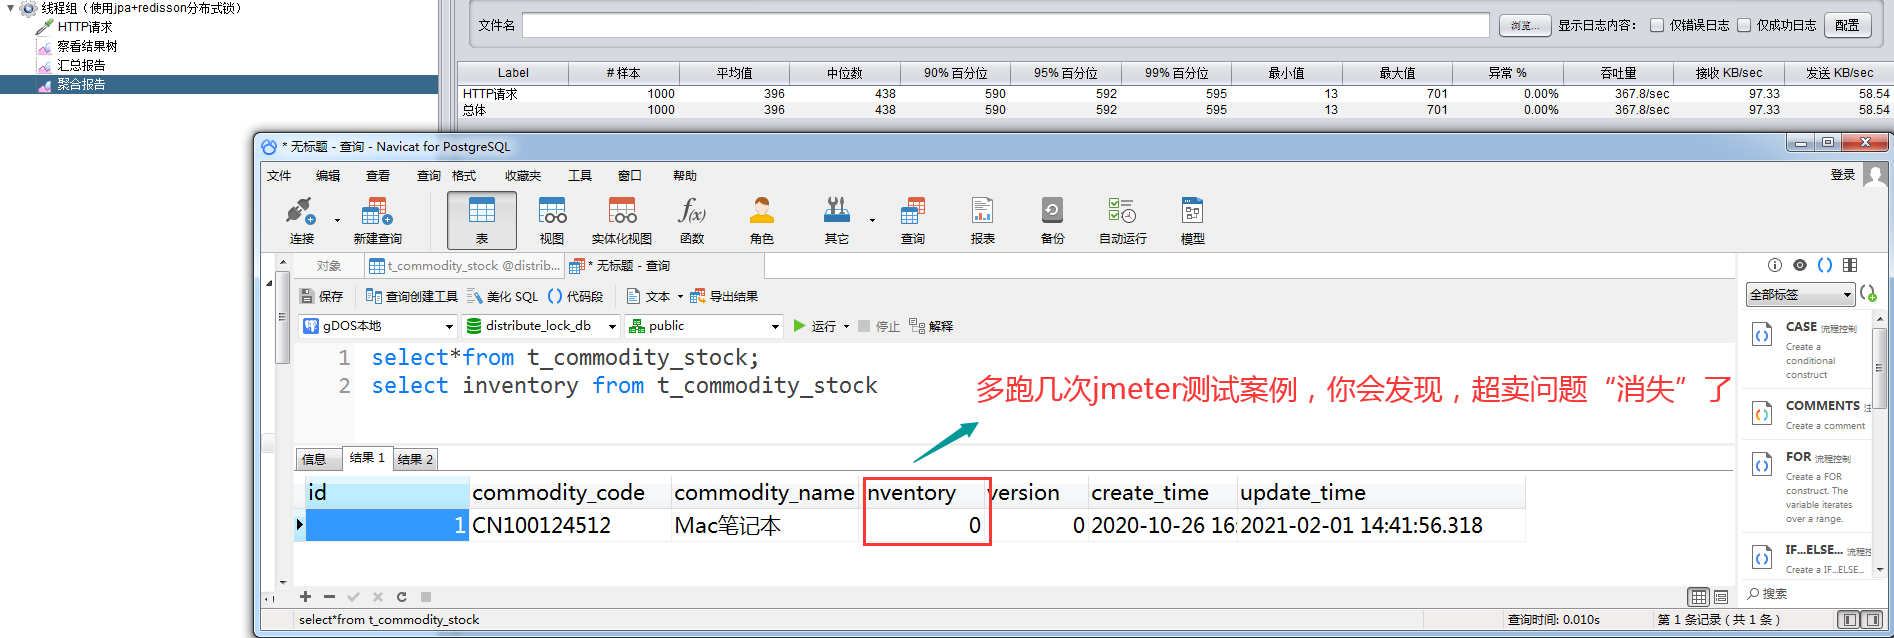 线程组（使用jpa+redisson分布式锁）
HTTP请求
察看结果树
汇总报告
聚合报告
文件名 浏览... 显示日志内容： 仅错误日志 仅成功日志 配置
Label # 样本 平均值 中位数 90% 百分位 95% 百分位 99% 百分位 最小值 最大值 异常 % 吞吐量 接收 KB/sec 发送 KB/sec
HTTP请求 1000 396 438 590 592 595 13 701 0.00% 367.8/sec 97.33 58.54
总体 1000 396 438 590 592 595 13 701 0.00% 367.8/sec 97.33 58.54
* 无标题 - 查询 - Navicat for PostgreSQL
文件 编辑 查看 查询 格式 收藏夹 工具 窗口 帮助 登录
连接 新建查询 表 视图 实体化视图 函数 角色 其它 查询 报表 备份 自动运行 模型
对象 t_commodity_stock @distrib... * 无标题 - 查询
保存 查询创建工具 美化 SQL 代码段 文本 导出结果
全部标签
gDOS本地 distribute_lock_db public 运行 停止 解释
1 select*from t_commodity_stock;
2 select inventory from t_commodity_stock
多跑几次jmeter测试案例，你会发现，超卖问题“消失”了
CASE 流程控制
Create a
conditional
construct
COMMENTS 注
Create a comment
FOR 流程控制
Create a FOR
construct. The
variable iterates
over a range.
IF...ELSE... 流程控
Create a IF...ELSE...
搜索
信息 结果 1 结果 2
id commodity_code commodity_name nventory version create_time update_time
1 CN100124512 Mac笔记本 0 0 2020-10-26 16: 2021-02-01 14:41:56.318
select*from t_commodity_stock 查询时间: 0.010s 第 1 条记录 ( 共 1 条 )